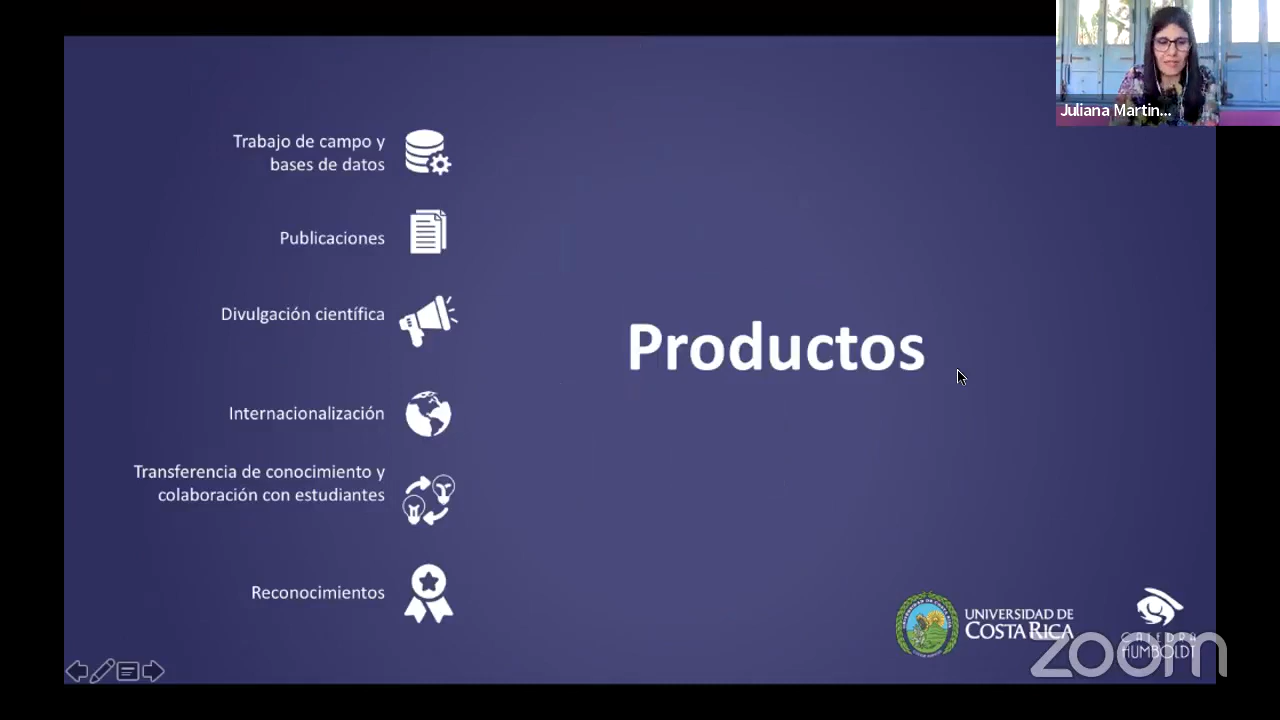 Juliana Martin...
Trabajo de campo y
bases de datos
Publicaciones
Divulgación científica
Internacionalización
Transferencia de conocimiento y
colaboración con estudiantes
Reconocimientos
Productos
UNIVERSIDAD DE
COSTA RICA
CÁTEDRA
HUMBOLDT
zoom